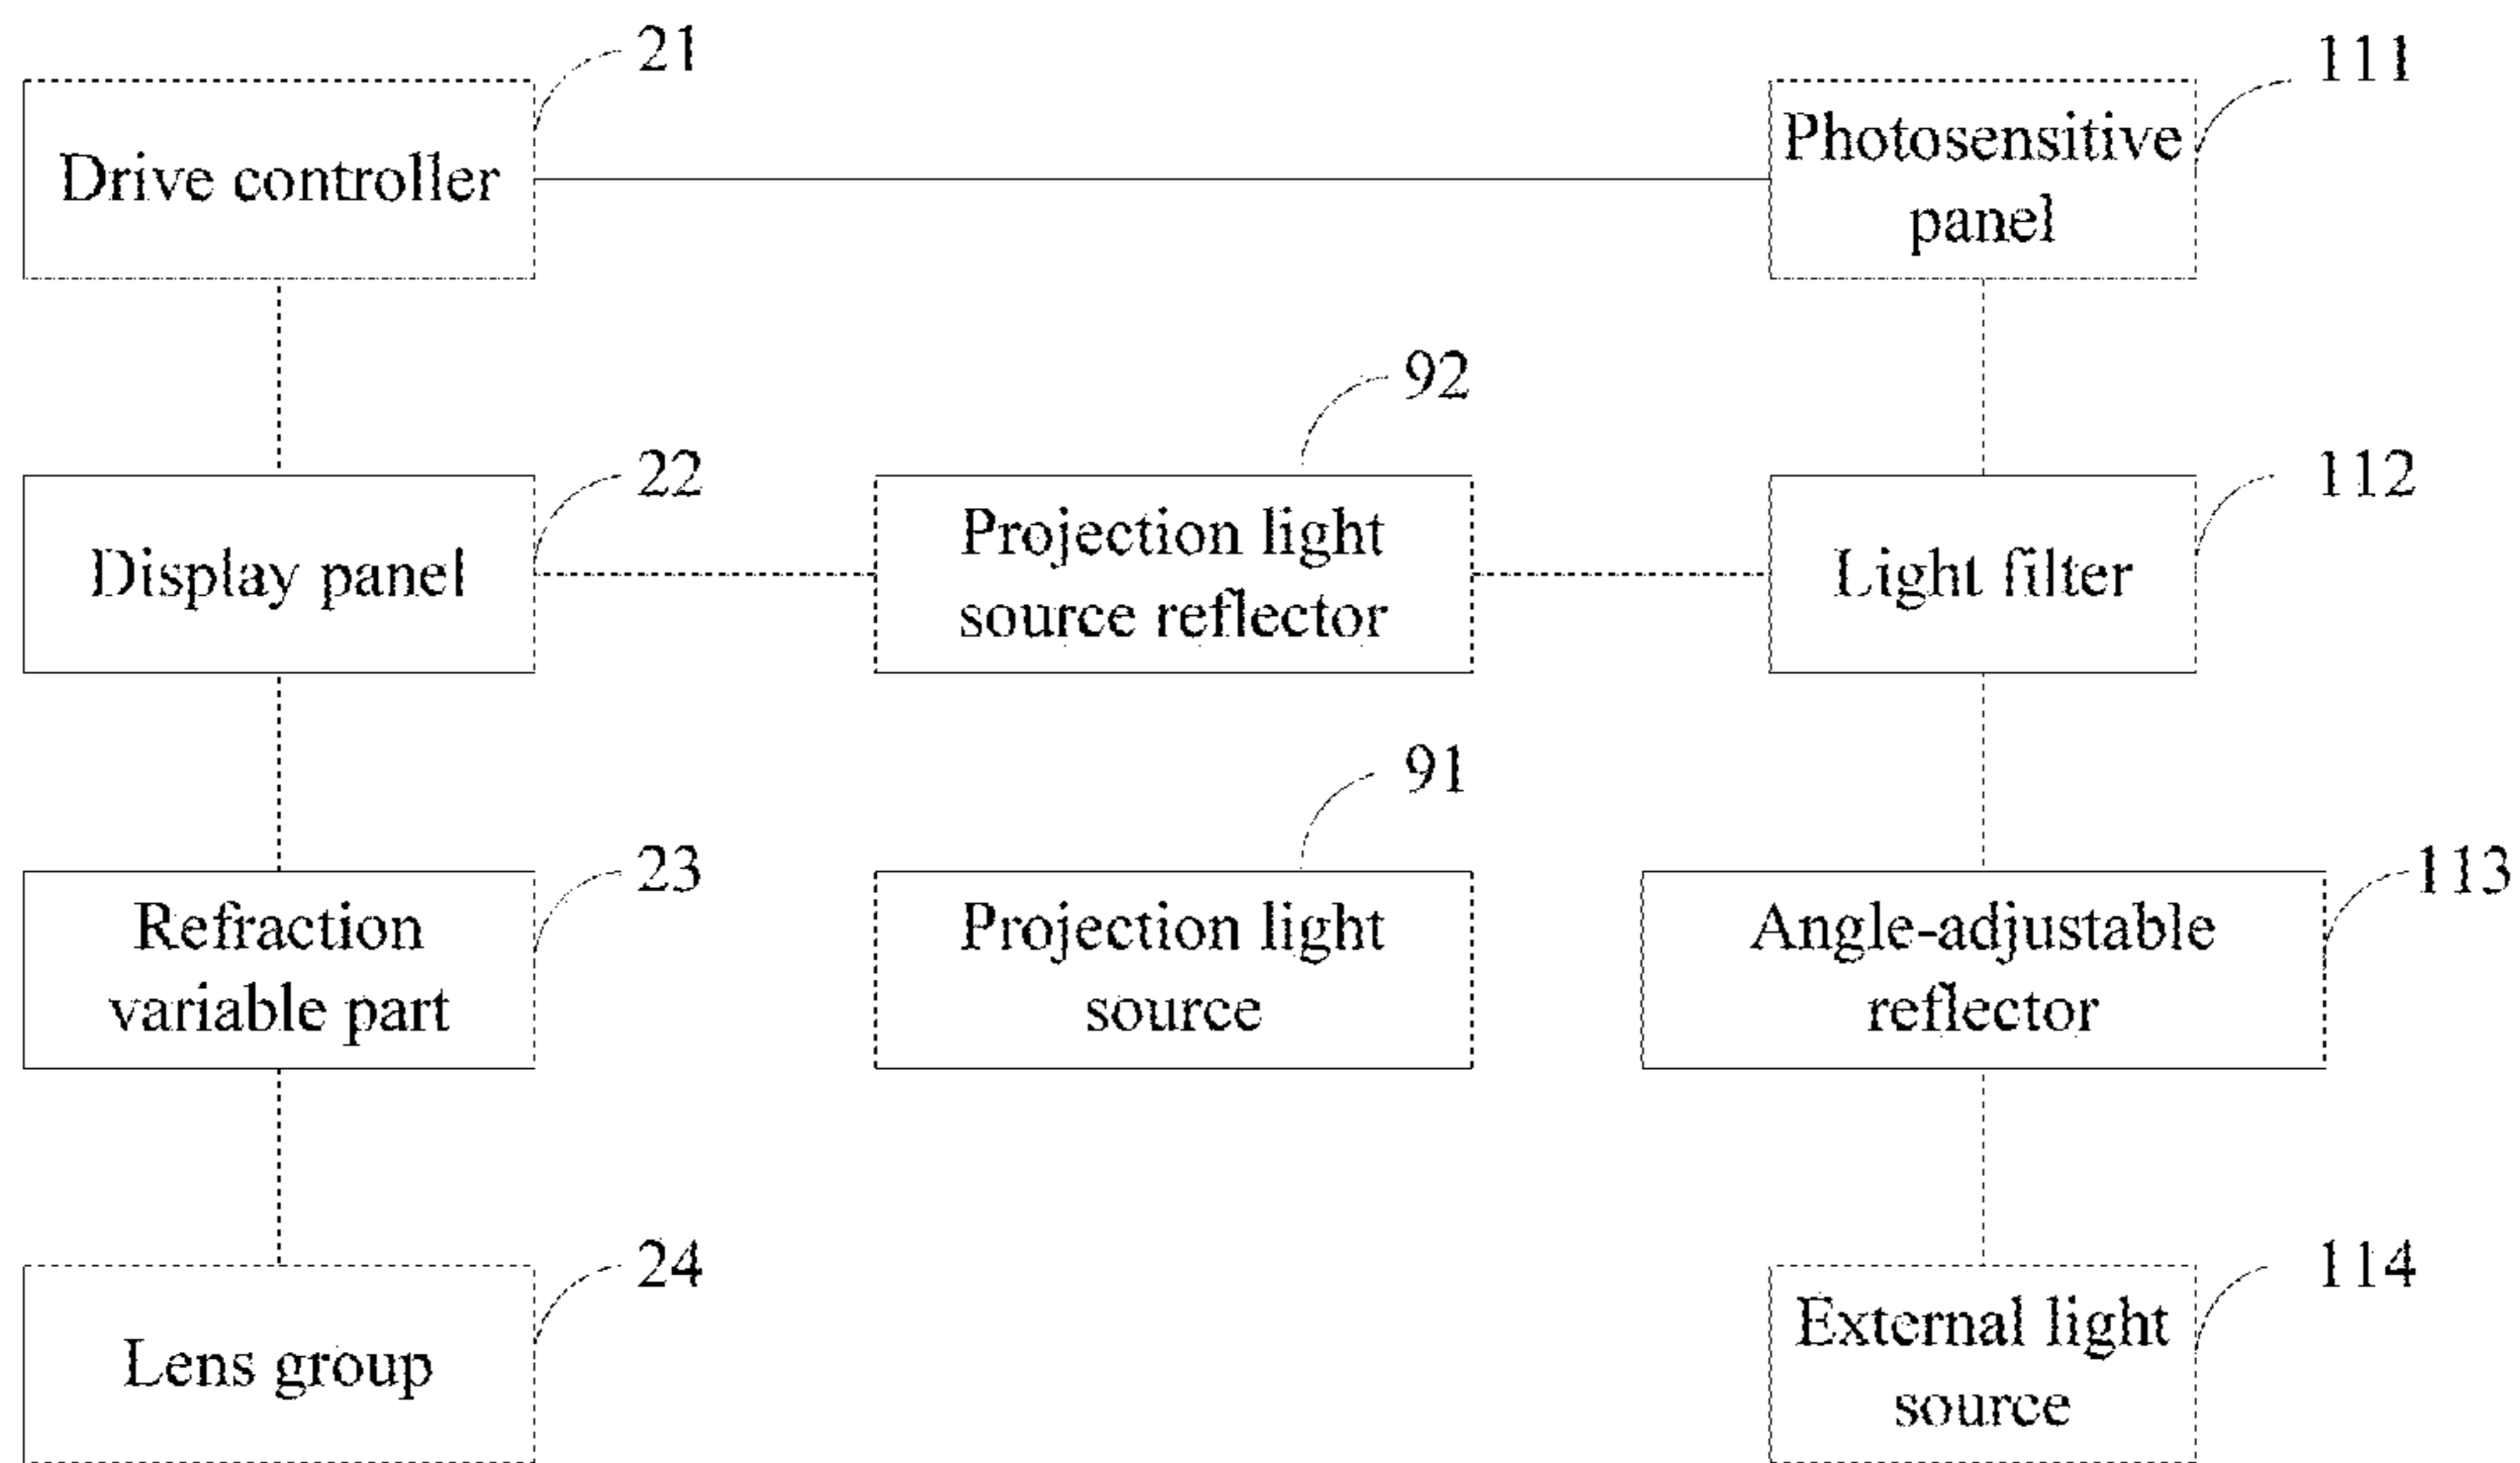 21
111
Drive controller
Photosensitive
panel
92
22
112
Display panel
Projection light
source reflector
Light filter
91
23
113
Refraction
variable part
Projection light
source
Angle-adjustable
reflector
24
114
Lens group
External light
source